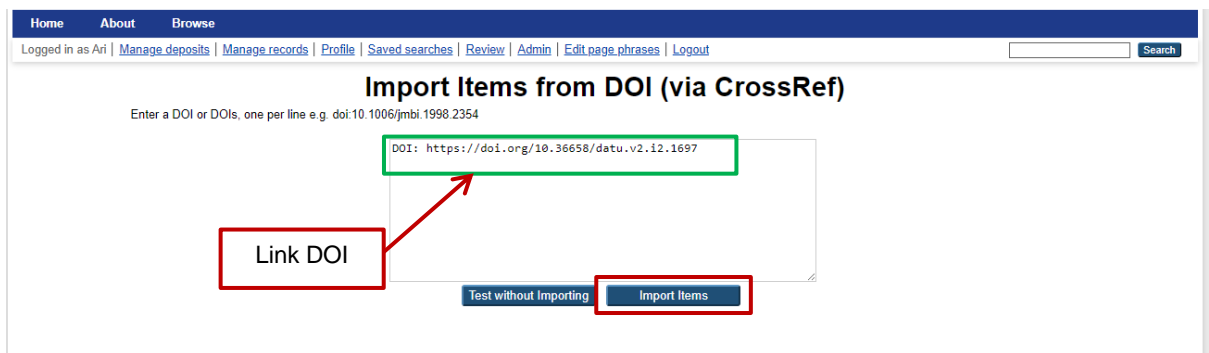 Home About Browse
Logged in as Ari | Manage deposits | Manage records | Profile | Saved searches | Review | Admin | Edit page phrases | Logout Search
Import Items from DOI (via CrossRef)
Enter a DOI or DOIs, one per line e.g. doi:10.1006/jmbi.1998.2354
DOI: https://doi.org/10.36658/datu.v2.i2.1697
Link DOI
Test without Importing Import Items